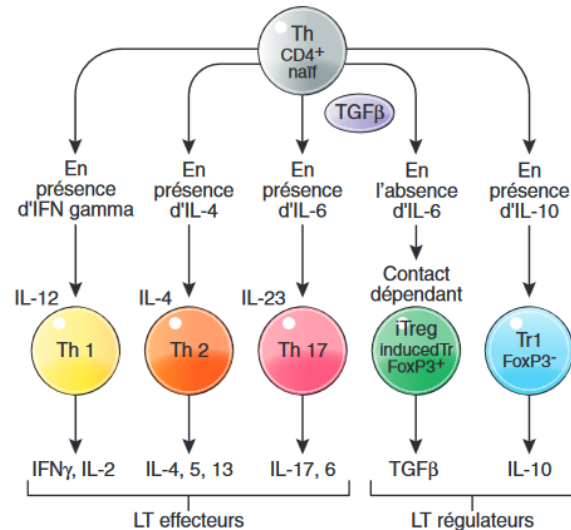 Th
CD4+
naïf
TGFβ
En
présence
d'IFN gamma
En
présence
d'IL-4
En
présence
d'IL-6
En
l'absence
d'IL-6
En
présence
d'IL-10
Contact
dépendant
IL-12
IL-4
IL-23
Th 1
Th 2
Th 17
iTreg
inducedTr
FoxP3+
Tr1
FoxP3-
IFNγ, IL-2
IL-4, 5, 13
IL-17, 6
TGFβ
IL-10
LT effecteurs
LT régulateurs